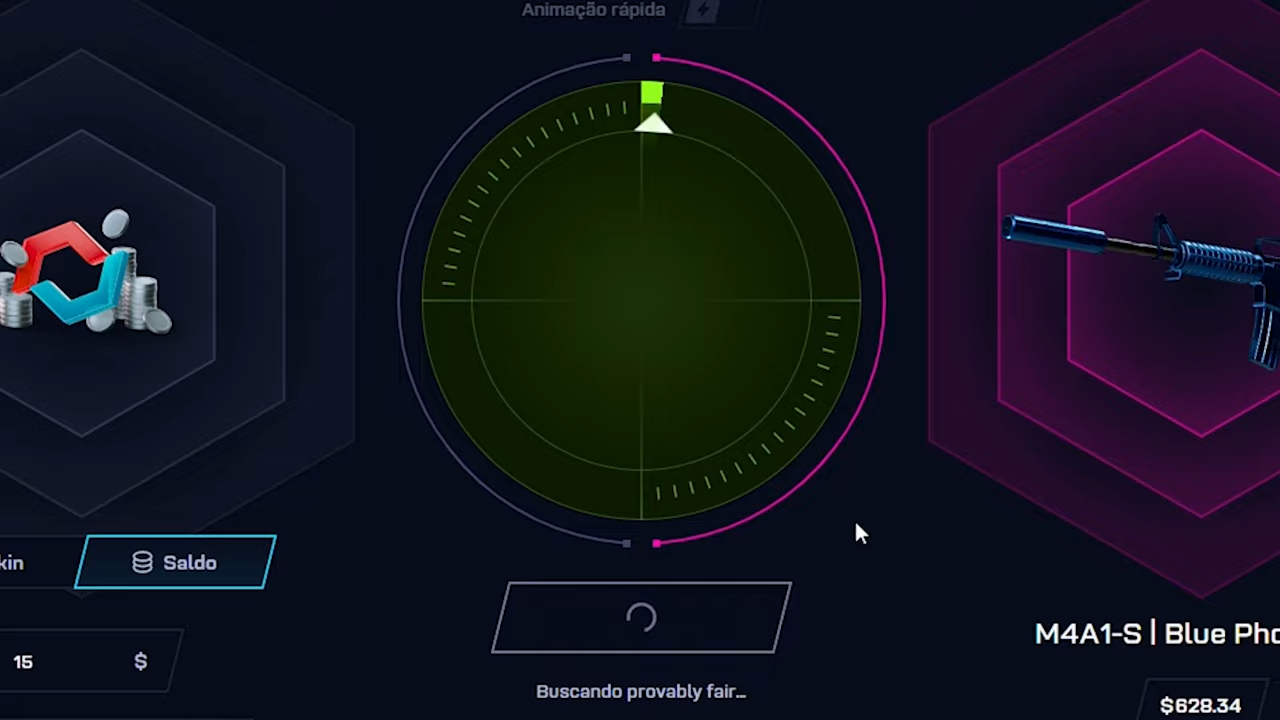 Animação rápida
kin
Saldo
15 $
Buscando provably fair...
M4A1-S | Blue Pho
$628.34